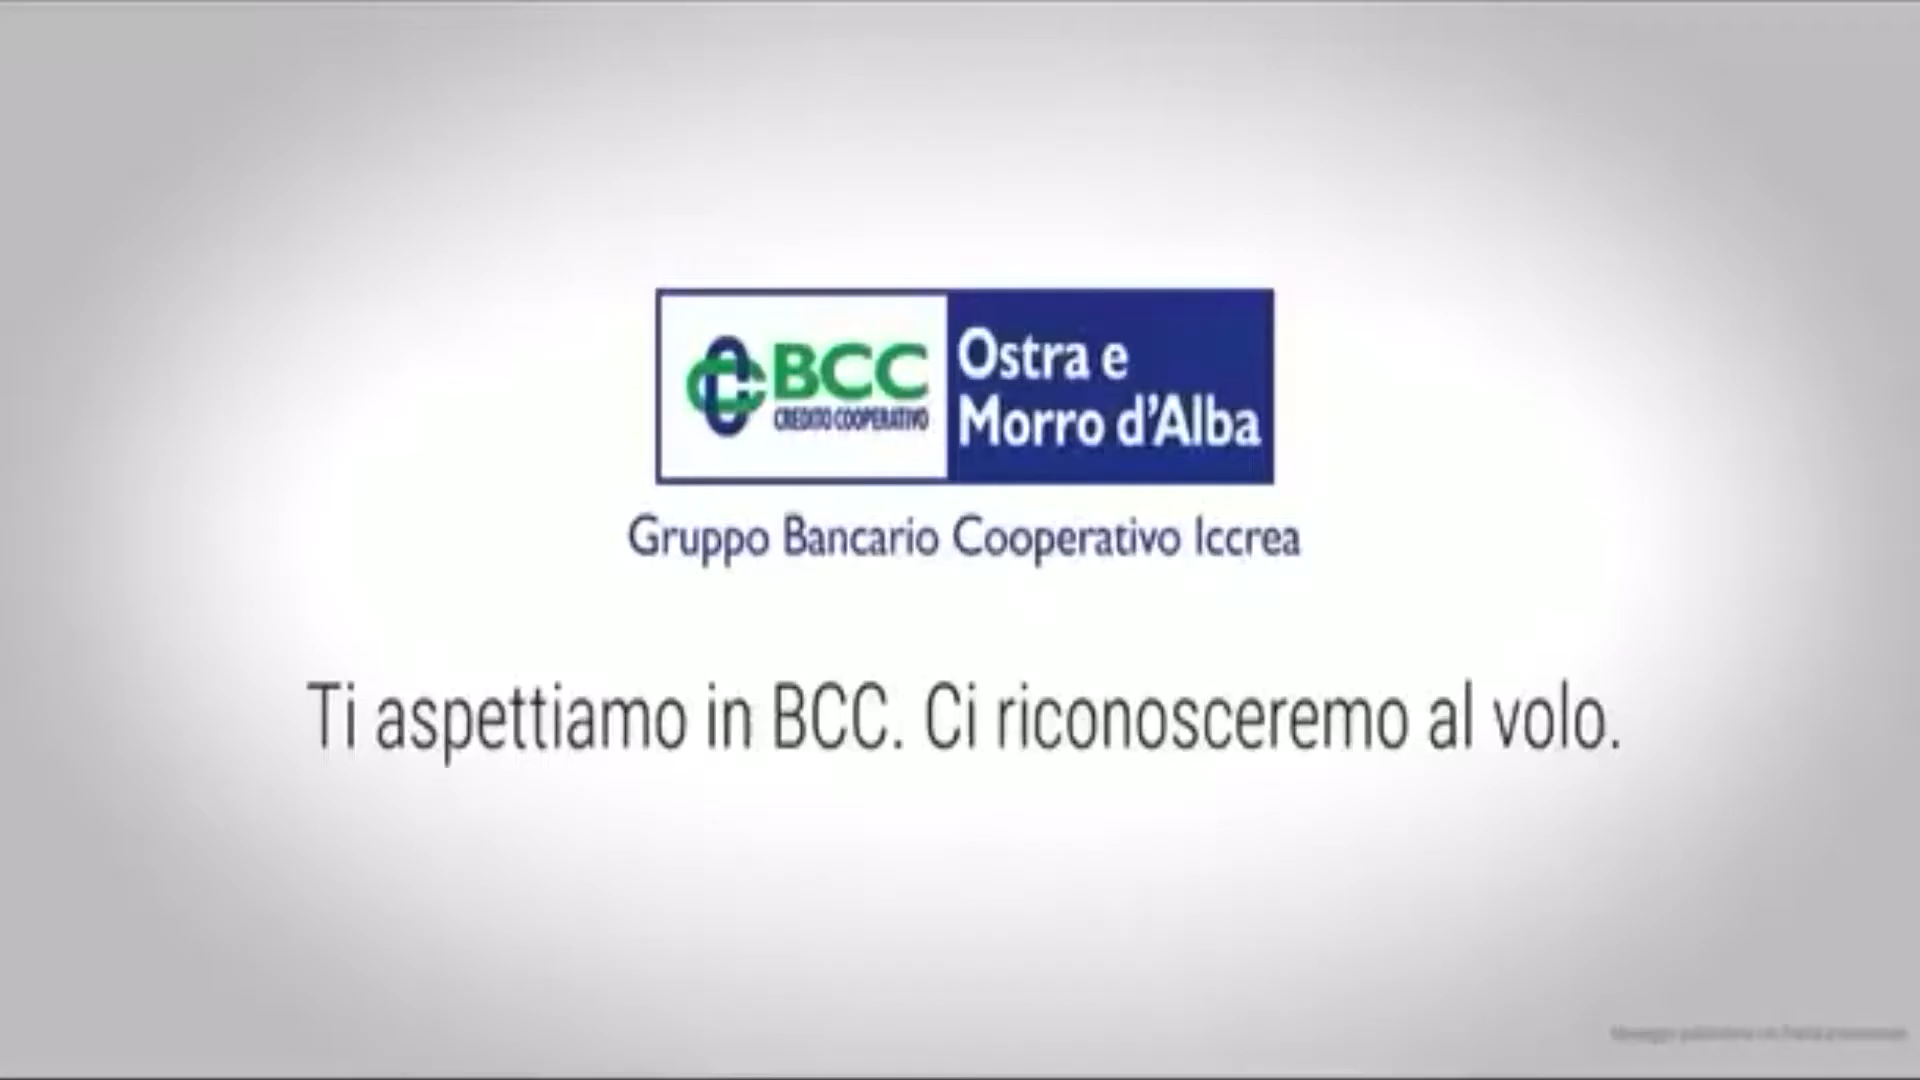 BCC
CREDITO COOPERATIVO
Ostra e
Morro d'Alba
Gruppo Bancario Cooperativo Iccrea
Ti aspettiamo in BCC. Ci riconosceremo al volo.